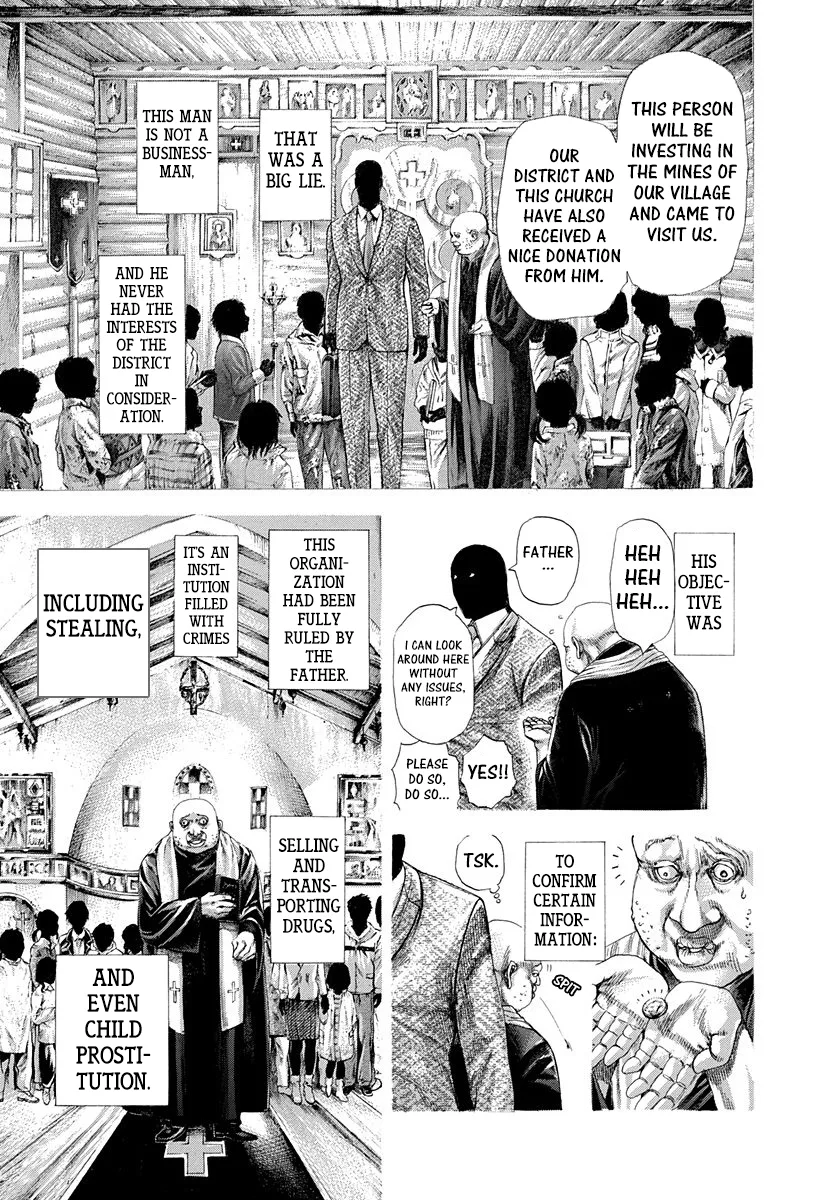 THIS PERSON
WILL BE
INVESTING IN
THE MINES OF
OUR VILLAGE
AND CAME TO
VISIT US.
OUR
DISTRICT AND
THIS CHURCH
HAVE ALSO
RECEIVED A
NICE DONATION
FROM HIM.
THAT
WAS A
BIG LIE.
THIS MAN
IS NOT A
BUSINESS-
MAN,
AND HE
NEVER
HAD THE
INTERESTS
OF THE
DISTRICT
IN
CONSIDER-
ATION.
HIS
OBJEC-
TIVE
WAS
HEH
HEH
HEH...
FATHER
...
I CAN LOOK
AROUND HERE
WITHOUT
ANY ISSUES,
RIGHT?
YES!!
PLEASE
DO SO,
DO SO...
TO
CONFIRM
CERTAIN
INFOR-
MATION:
TSK.
SPIT
THIS
ORGANI-
ZATION
HAD BEEN
FULLY
RULED BY
THE
FATHER.
IT'S AN
INSTI-
TUTION
FILLED
WITH
CRIMES
INCLUDING
STEALING,
SELLING
AND
TRANS-
PORTING
DRUGS,
AND
EVEN
CHILD
PROSTI-
TUTION.